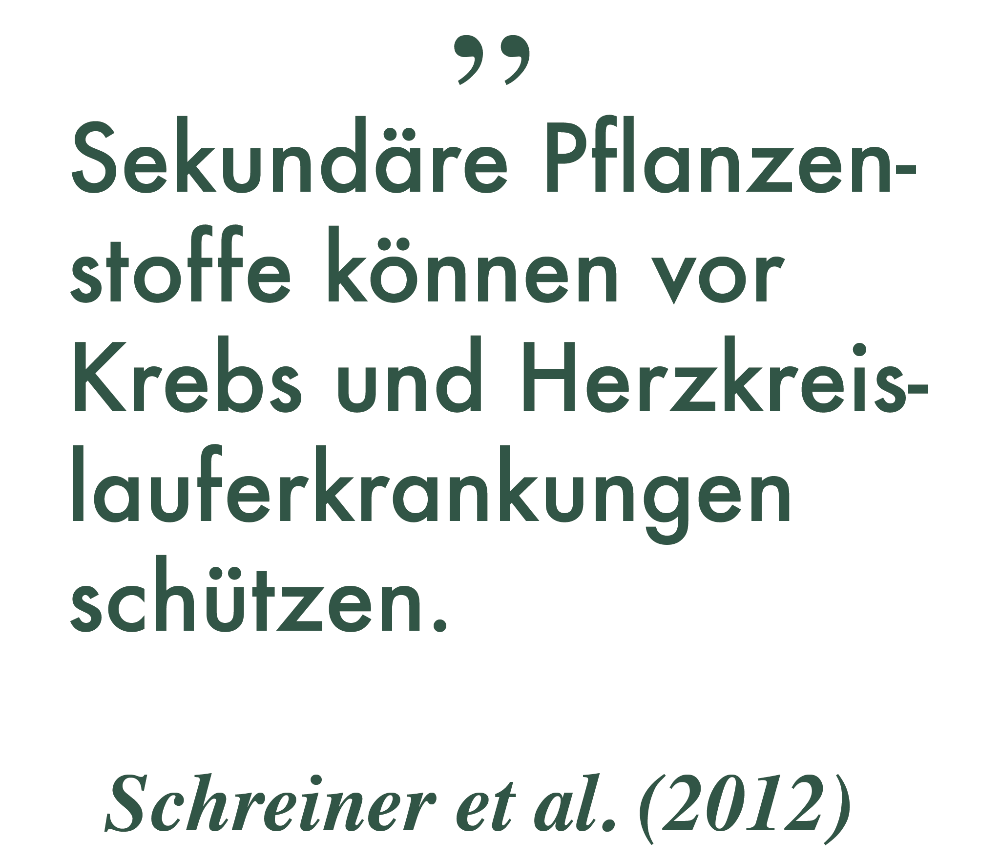 ”
Sekundäre Pflanzen-
stoffe können vor
Krebs und Herzkreis-
lauferkrankungen
schützen.
Schreiner et al. (2012)